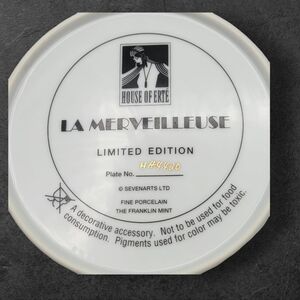 HOUSE OF ERTÉ
LA MERVEILLEUSE
LIMITED EDITION
Plate No.
© SEVENARTS LTD
FINE PORCELAIN
THE FRANKLIN MINT
A decorative accessory. Not to be used for food
consumption. Pigments used for color may be toxic.